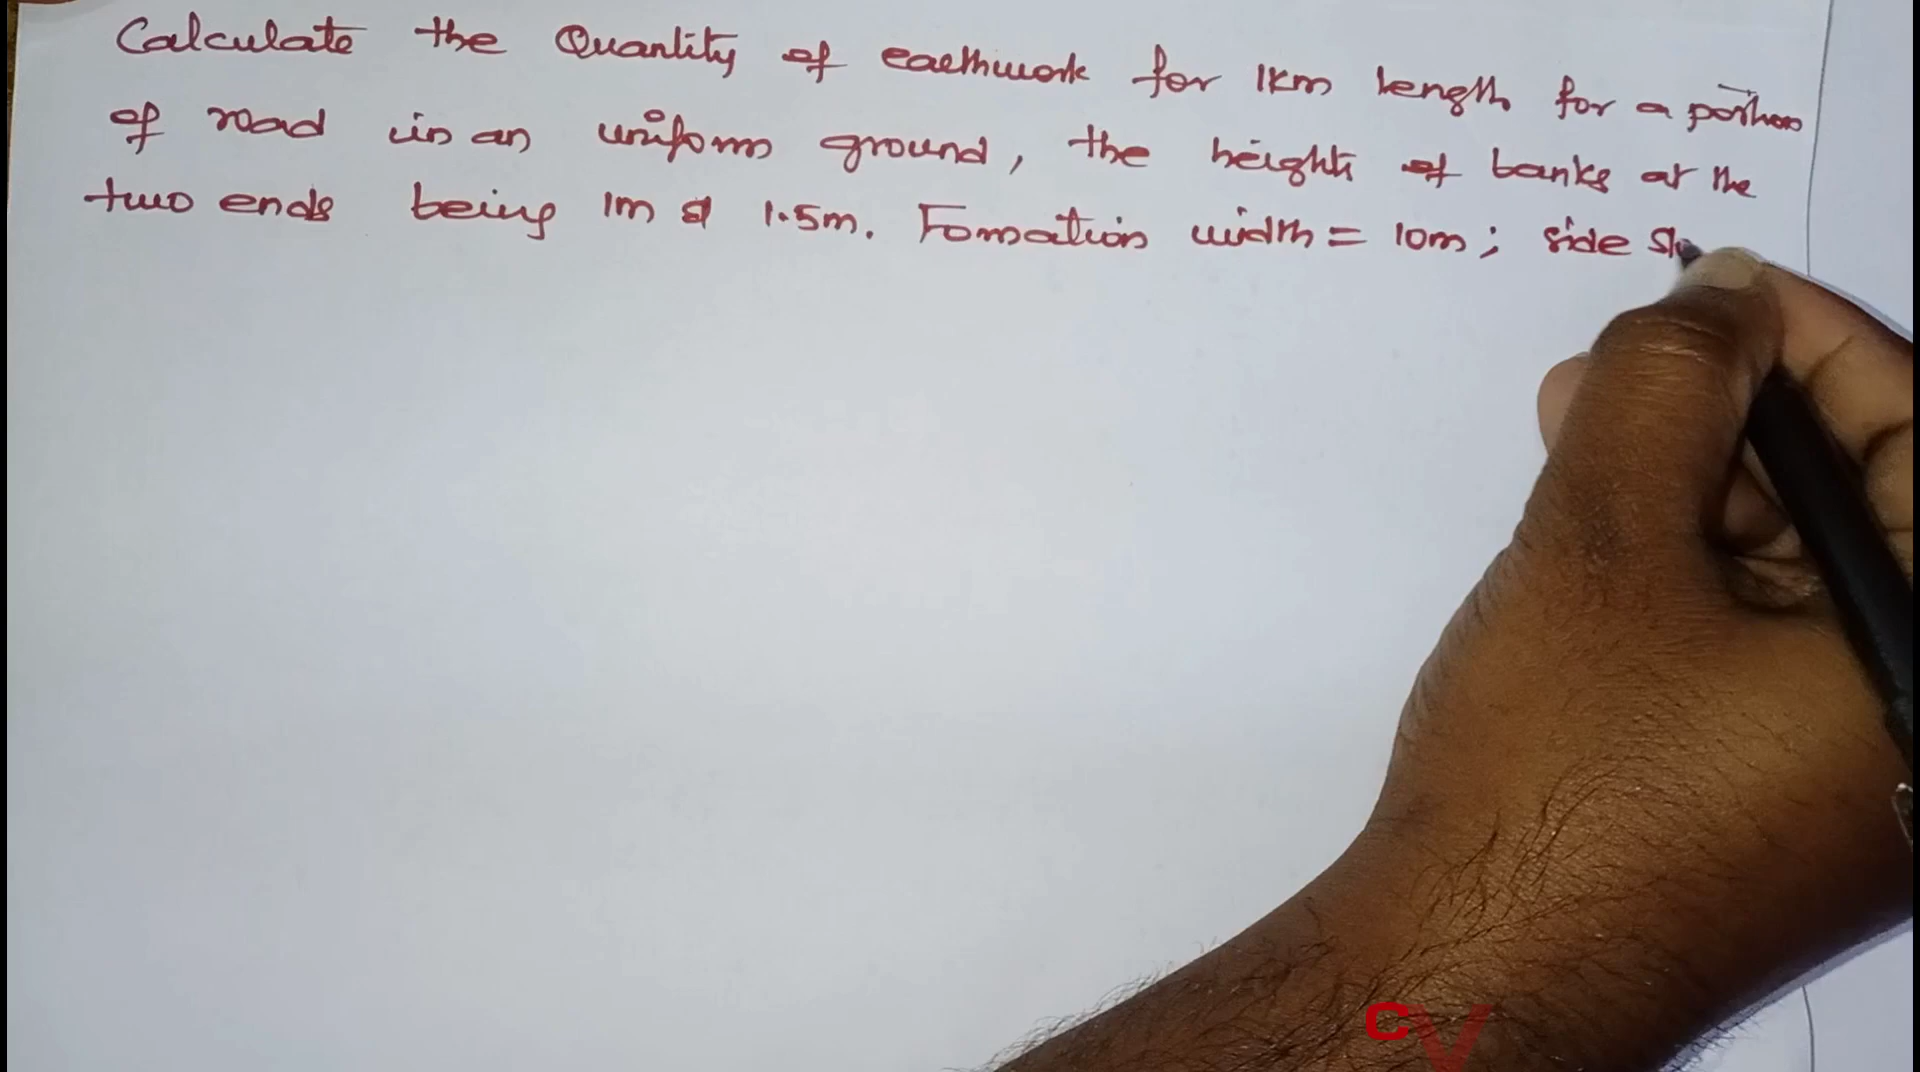 Calculate the Quantity of earthwork for 1km length for a portion
of road in an uniform ground, the heights of banks at the
two ends being 1m & 1.5m. Formation width = 10m; side slo
CV